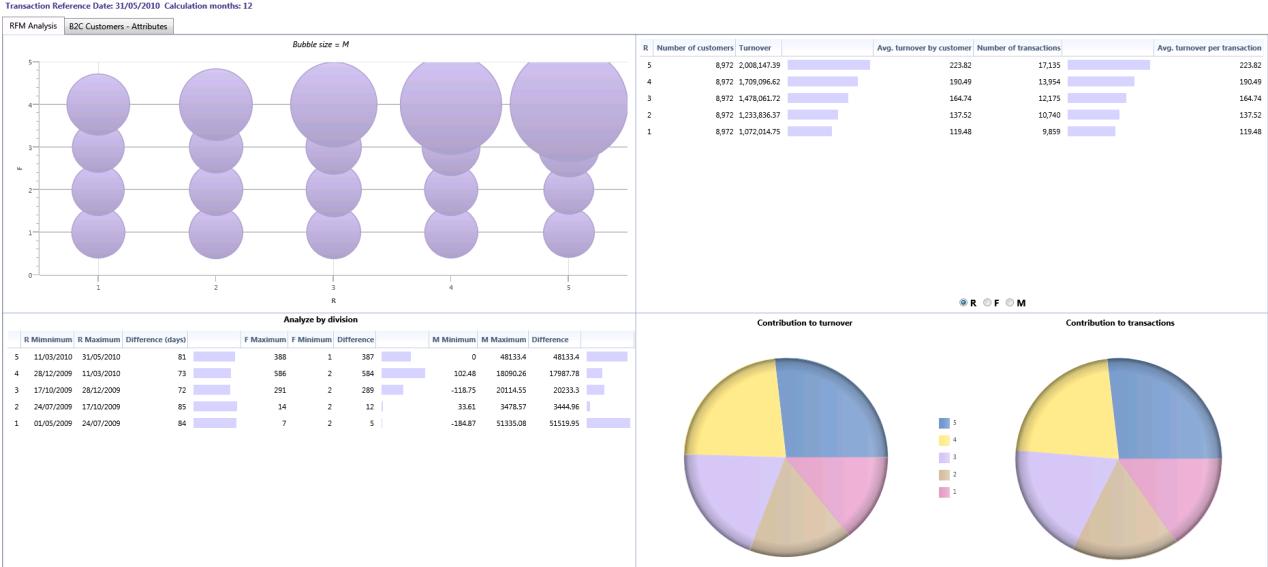 Transaction Reference Date: 31/05/2010 Calculation months: 12
RFM Analysis B2C Customers - Attributes
Bubble size = M
5
4
3
F
2
1
0
1 2 3 4 5
R
R Number of customers Turnover Avg. turnover by customer Number of transactions Avg. turnover per transaction
5 8,972 2,008,147.39 223.82 17,135 223.82
4 8,972 1,709,096.62 190.49 13,954 190.49
3 8,972 1,478,061.72 164.74 12,175 164.74
2 8,972 1,233,836.37 137.52 10,740 137.52
1 8,972 1,072,014.75 119.48 9,859 119.48
R F M
Analyze by division
R Mimnimum R Maximum Difference (days) F Maximum F Minimum Difference M Minimum M Maximum Difference
5 11/03/2010 31/05/2010 81 388 1 387 0 48133.4 48133.4
4 28/12/2009 11/03/2010 73 586 2 584 102.48 18090.26 17987.78
3 17/10/2009 28/12/2009 72 291 2 289 -118.75 20114.55 20233.3
2 24/07/2009 17/10/2009 85 14 2 12 33.61 3478.57 3444.96
1 01/05/2009 24/07/2009 84 7 2 5 -184.87 51335.08 51519.95
Contribution to turnover
Contribution to transactions
5
4
3
2
1